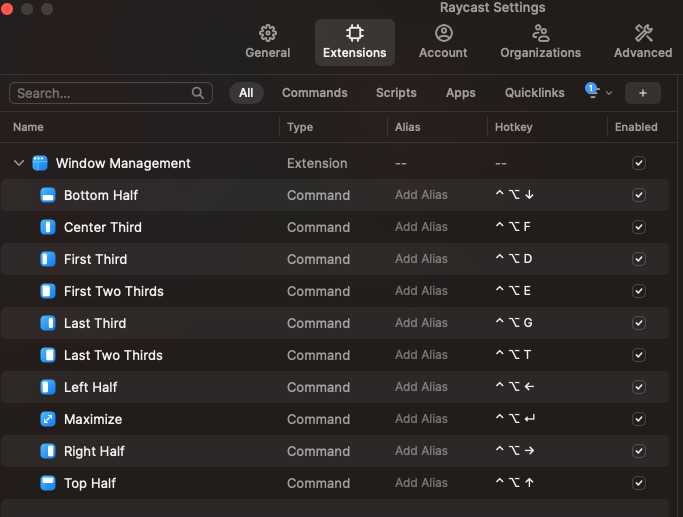 Raycast Settings
General Extensions Account Organizations Advanced
Search... All Commands Scripts Apps Quicklinks 1 +
Name Type Alias Hotkey Enabled
Window Management Extension -- --
Bottom Half Command Add Alias ^ ⌥ ↓
Center Third Command Add Alias ^ ⌥ F
First Third Command Add Alias ^ ⌥ D
First Two Thirds Command Add Alias ^ ⌥ E
Last Third Command Add Alias ^ ⌥ G
Last Two Thirds Command Add Alias ^ ⌥ T
Left Half Command Add Alias ^ ⌥ ←
Maximize Command Add Alias ^ ⌥ ↵
Right Half Command Add Alias ^ ⌥ →
Top Half Command Add Alias ^ ⌥ ↑